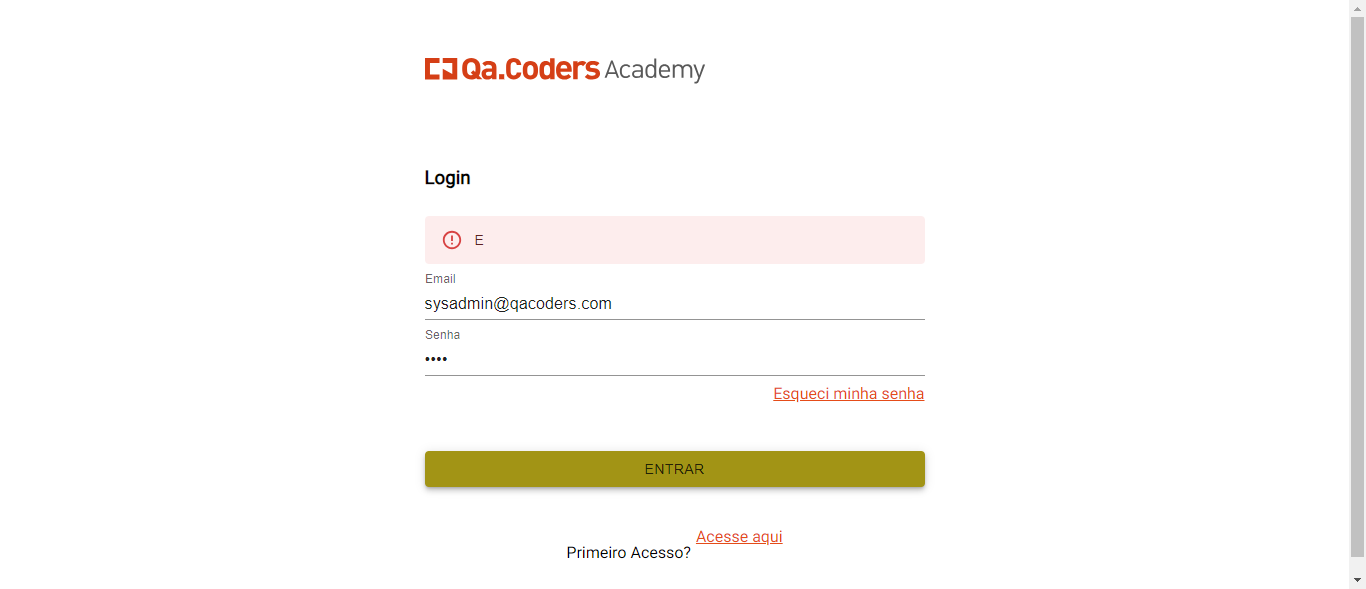 Qa.Coders Academy
Login
E
Email
sysadmin@qacoders.com
Senha
••••
Esqueci minha senha
ENTRAR
Acesse aqui
Primeiro Acesso?